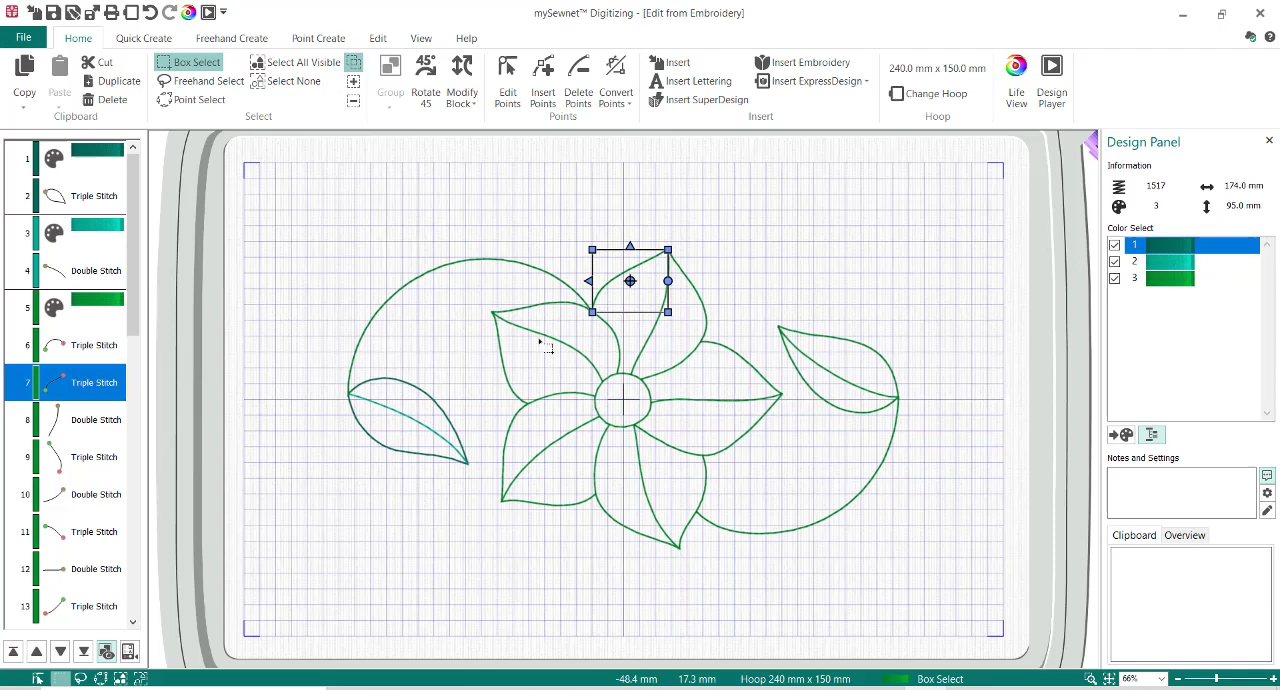 mySewnet™ Digitizing - [Edit from Embroidery]
File Home Quick Create Freehand Create Point Create Edit View Help
Copy
Paste
Cut
Duplicate
Delete
Clipboard
Box Select
Freehand Select
Point Select
Select All Visible
Select None
Select
Group
Rotate
45
Modify
Block
Edit
Points
Insert
Points
Delete
Points
Convert
Points
Points
Insert
Insert Lettering
Insert SuperDesign
Insert Embroidery
Insert ExpressDesign
Insert
240.0 mm x 150.0 mm
Change Hoop
Hoop
Life
View
Design
Player
1
2 Triple Stitch
3
4 Double Stitch
5
6 Triple Stitch
7 Triple Stitch
8 Double Stitch
9 Triple Stitch
10 Double Stitch
11 Triple Stitch
12 Double Stitch
13 Triple Stitch
Design Panel
Information
1517 174.0 mm
3 95.0 mm
Color Select
1
2
3
Notes and Settings
Clipboard Overview
-48.4 mm 17.3 mm Hoop 240 mm x 150 mm Box Select 66%